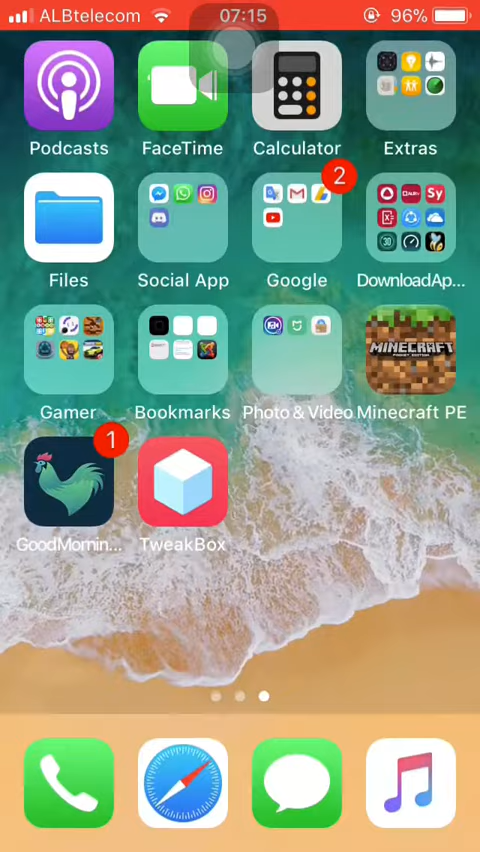 ALBtelecom 07:15 96%
Podcasts FaceTime Calculator Extras
2
Files Social App Google DownloadAp...
MINECRAFT
Gamer Bookmarks Photo & Video Minecraft PE
1
GoodMornin... TweakBox